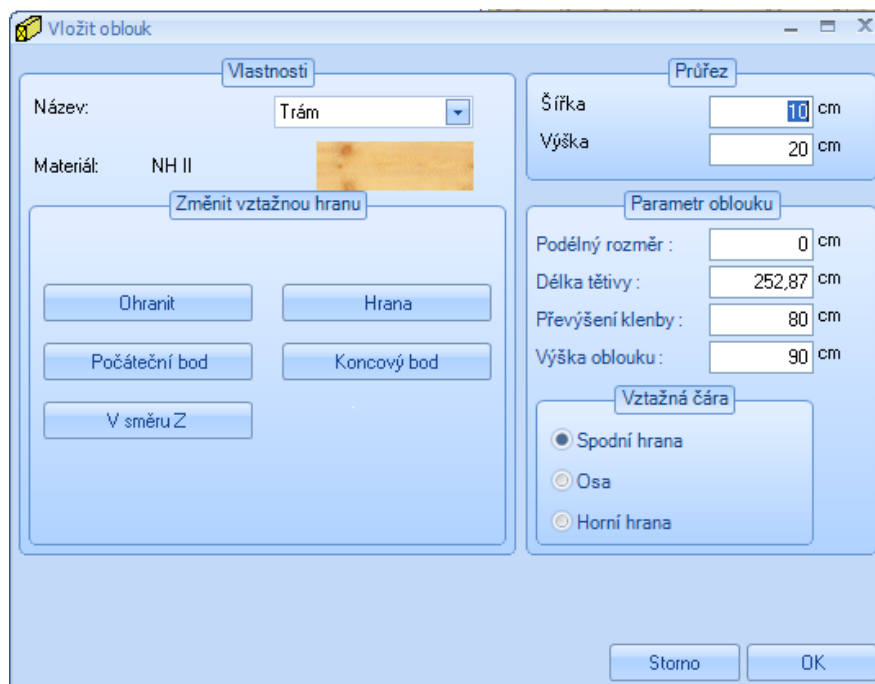 Vložit oblouk
Vlastnosti
Název:
Trám
Materiál:
NH II
Změnit vztažnou hranu
Ohranit
Hrana
Počáteční bod
Koncový bod
V směru Z
Průřez
Šířka
10 cm
Výška
20 cm
Parametr oblouku
Podélný rozměr :
0 cm
Délka tětivy :
252,87 cm
Převýšení klenby :
80 cm
Výška oblouku :
90 cm
Vztažná čára
Spodní hrana
Osa
Horní hrana
Storno
OK